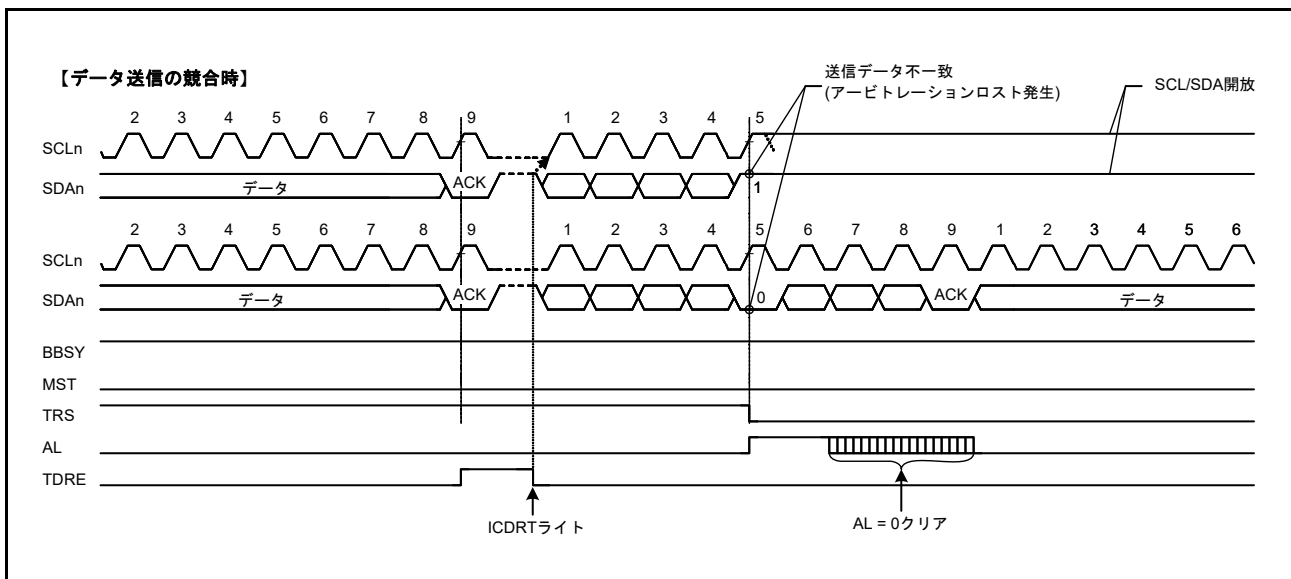 【データ送信の競合時】
送信データ不一致
(アービトレーションロスト発生)
SCL/SDA開放
2 3 4 5 6 7 8 9 1 2 3 4 5
SCLn
SDAn
データ
ACK
1
2 3 4 5 6 7 8 9 1 2 3 4 5 6 7 8 9 1 2 3 4 5 6
SCLn
SDAn
データ
ACK
0
ACK
データ
BBSY
MST
TRS
AL
TDRE
ICDRTライト
AL = 0クリア